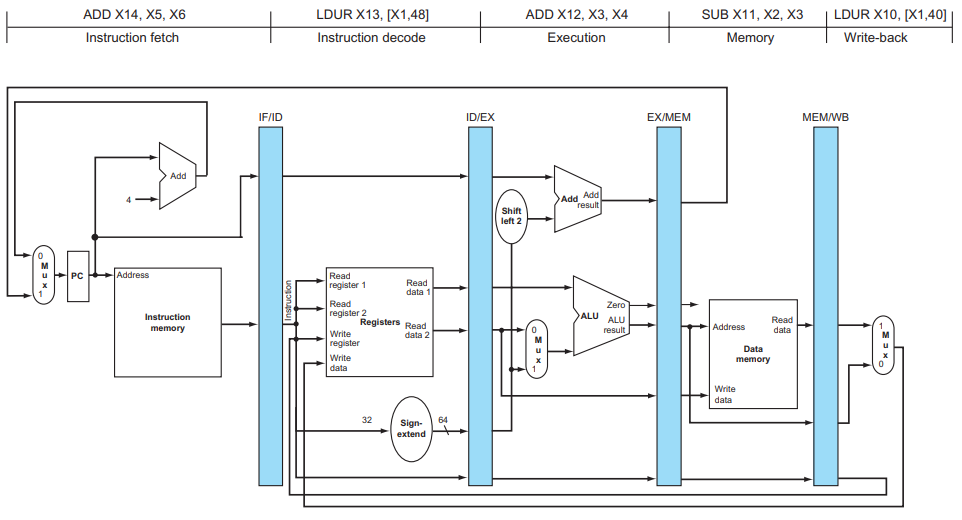 ADD X14, X5, X6
LDUR X13, [X1,48]
ADD X12, X3, X4
SUB X11, X2, X3
LDUR X10, [X1,40]
Instruction fetch
Instruction decode
Execution
Memory
Write-back
IF/ID
ID/EX
EX/MEM
MEM/WB
Add
4
0
M
u
x
1
PC
Address
Instruction
memory
Instruction
Read
register 1
Read
register 2
Write
register
Write
data
Registers
Read
data 1
Read
data 2
32
Sign-
extend
64
Shift
left 2
Add
Add
result
0
M
u
x
1
ALU
Zero
ALU
result
Address
Read
data
Data
memory
Write
data
1
M
u
x
0